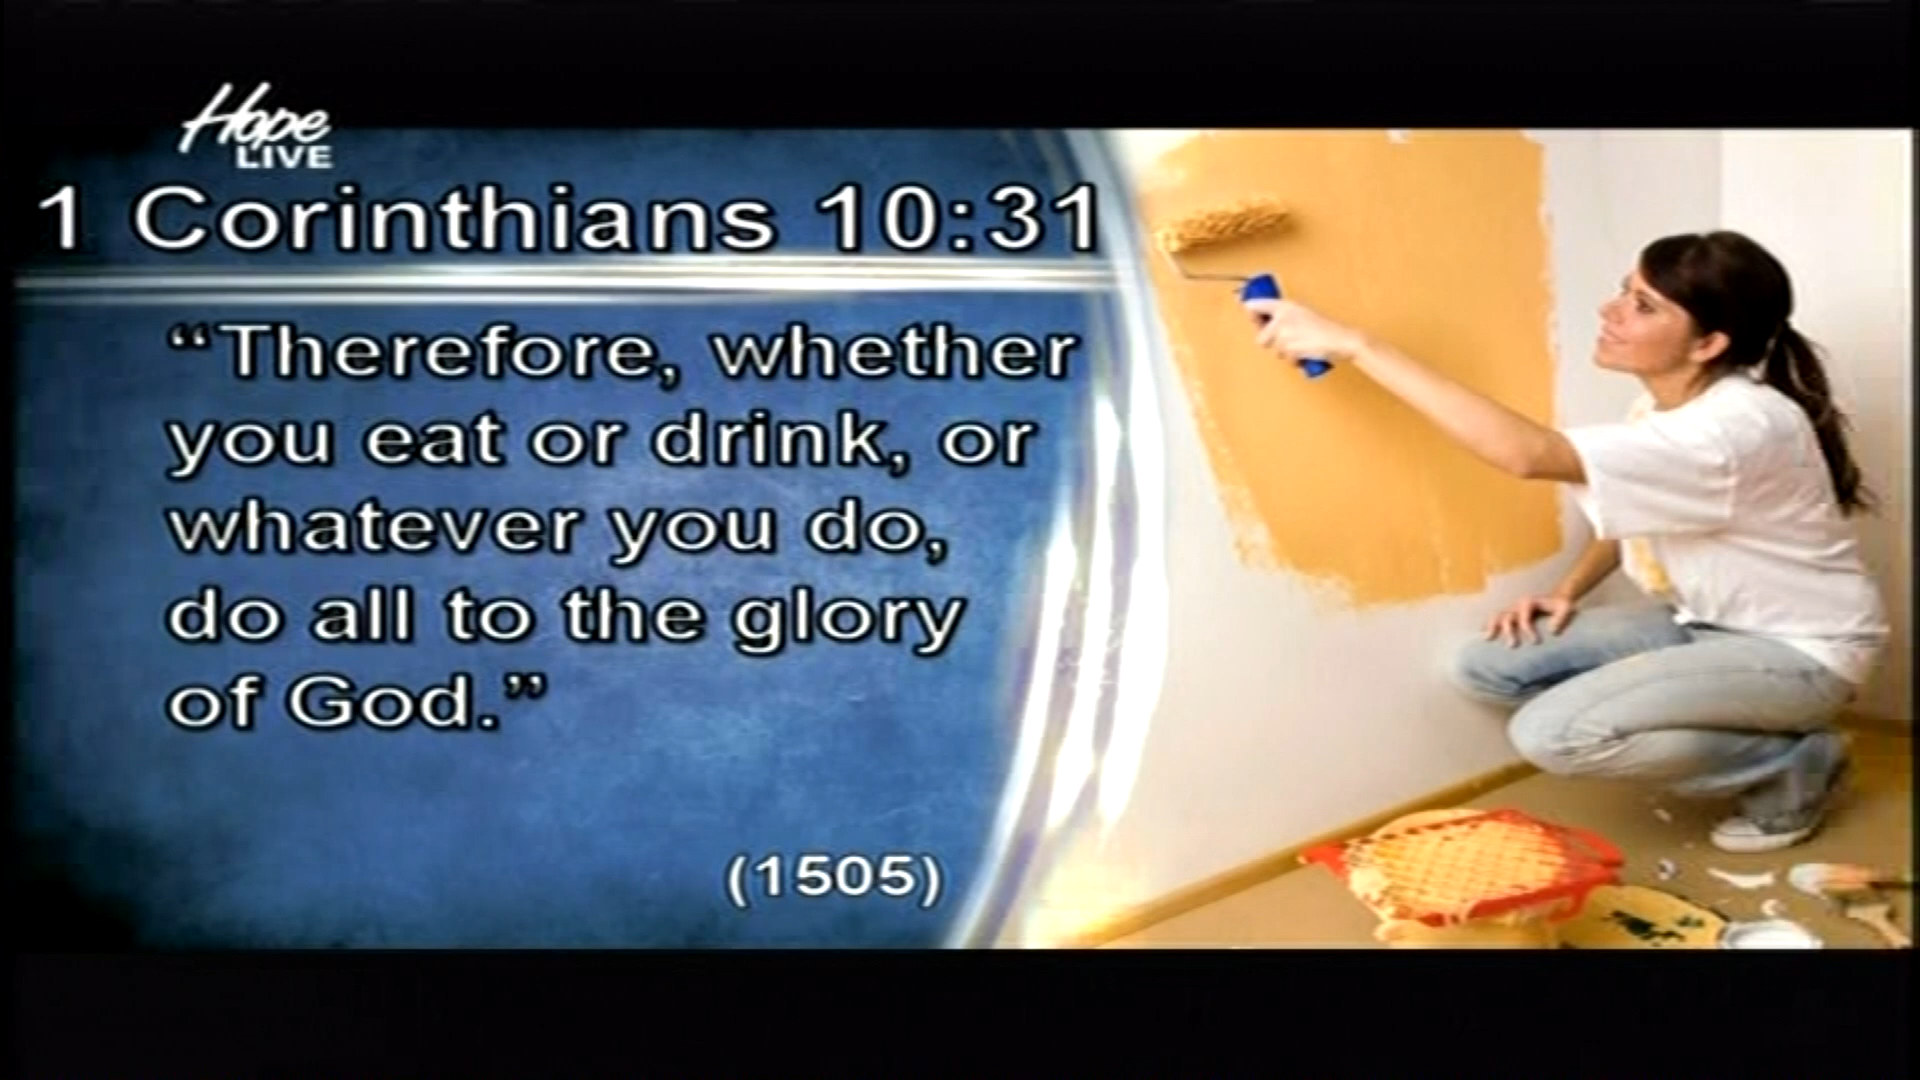 Hope
LIVE
1 Corinthians 10:31
“Therefore, whether
you eat or drink, or
whatever you do,
do all to the glory
of God.”
(1505)